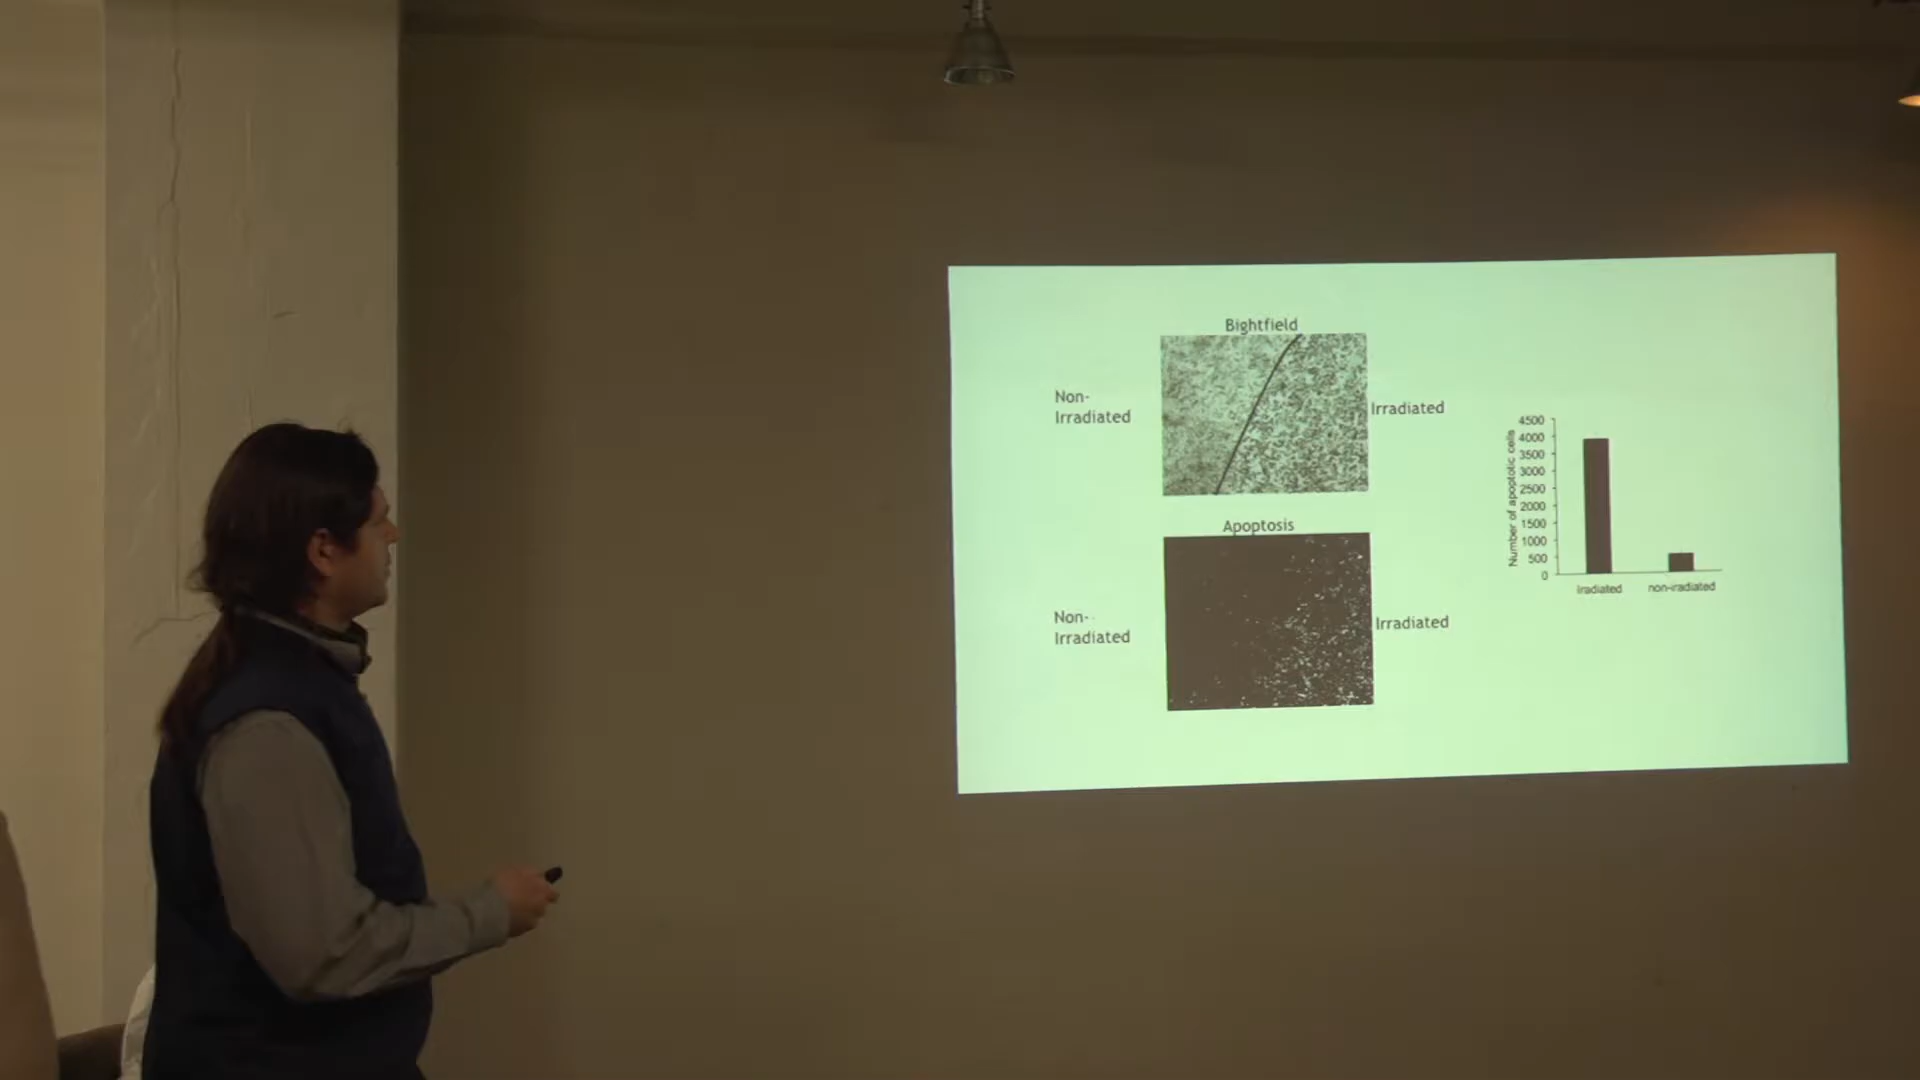 Bightfield
Non-
Irradiated
Irradiated
Apoptosis
Non-
Irradiated
Irradiated
Number of apoptotic cells
4500
4000
3500
3000
2500
2000
1500
1000
500
0
irradiated
non-irradiated